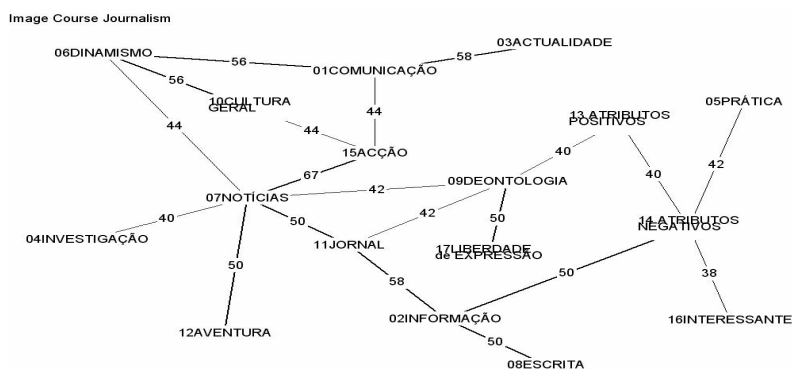 Image Course Journalism
03ACTUALIDADE
06DINAMISMO
56
58
01COMUNICAÇÃO
56
10CULTURA
GERAL
05PRÁTICA
44
13 ATRIBUTOS
POSITIVOS
44
44
15ACÇÃO
40
67
09DEONTOLOGIA
42
42
40
07NOTÍCIAS
40
50
42
50
14 ATRIBUTOS
NEGATIVOS
04INVESTIGAÇÃO
11JORNAL
17LIBERDADE
de EXPRESSÃO
50
58
50
38
02INFORMAÇÃO
16INTERESSANTE
12AVENTURA
50
08ESCRITA